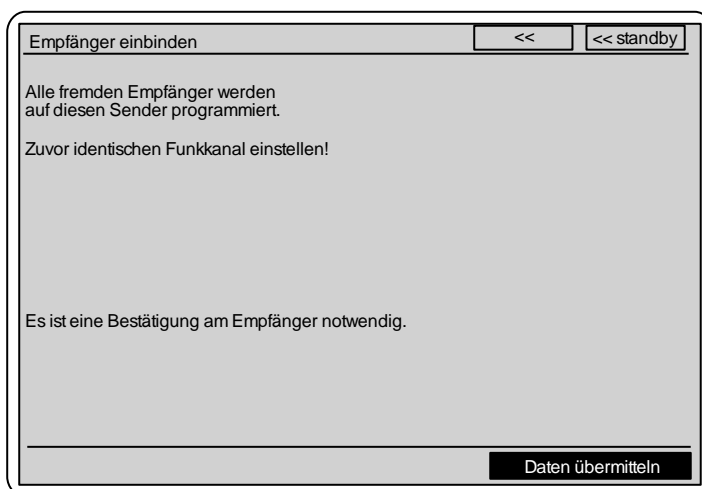 Empfänger einbinden
<<
<< standby
Alle fremden Empfänger werden
auf diesen Sender programmiert.
Zuvor identischen Funkkanal einstellen!
Es ist eine Bestätigung am Empfänger notwendig.
Daten übermitteln